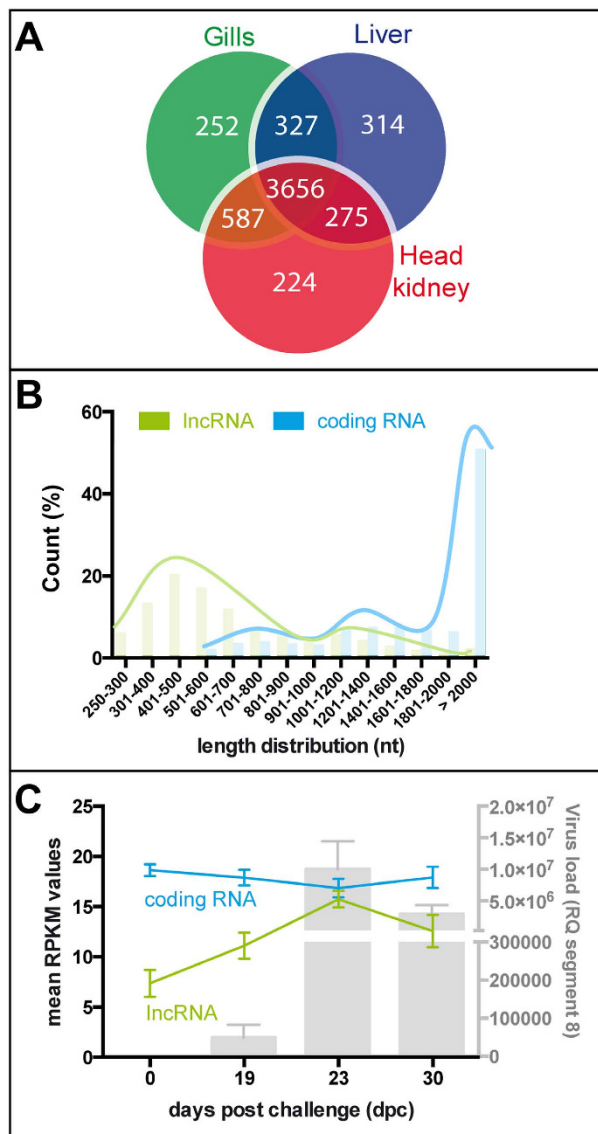 A
Gills
Liver
252
327
314
3656
587
275
224
Head
kidney
B
lncRNA
coding RNA
60
40
20
0
Count (%)
250-300
301-400
401-500
501-600
601-700
701-800
801-900
901-1000
1001-1200
1201-1400
1401-1600
1601-1800
1801-2000
> 2000
length distribution (nt)
C
25
20
15
10
5
0
mean RPKM values
coding RNA
lncRNA
2.0×10⁷
1.5×10⁷
1.0×10⁷
5.0×10⁶
300000
200000
100000
0
Virus load (RQ segment 8)
0
19
23
30
days post challenge (dpc)